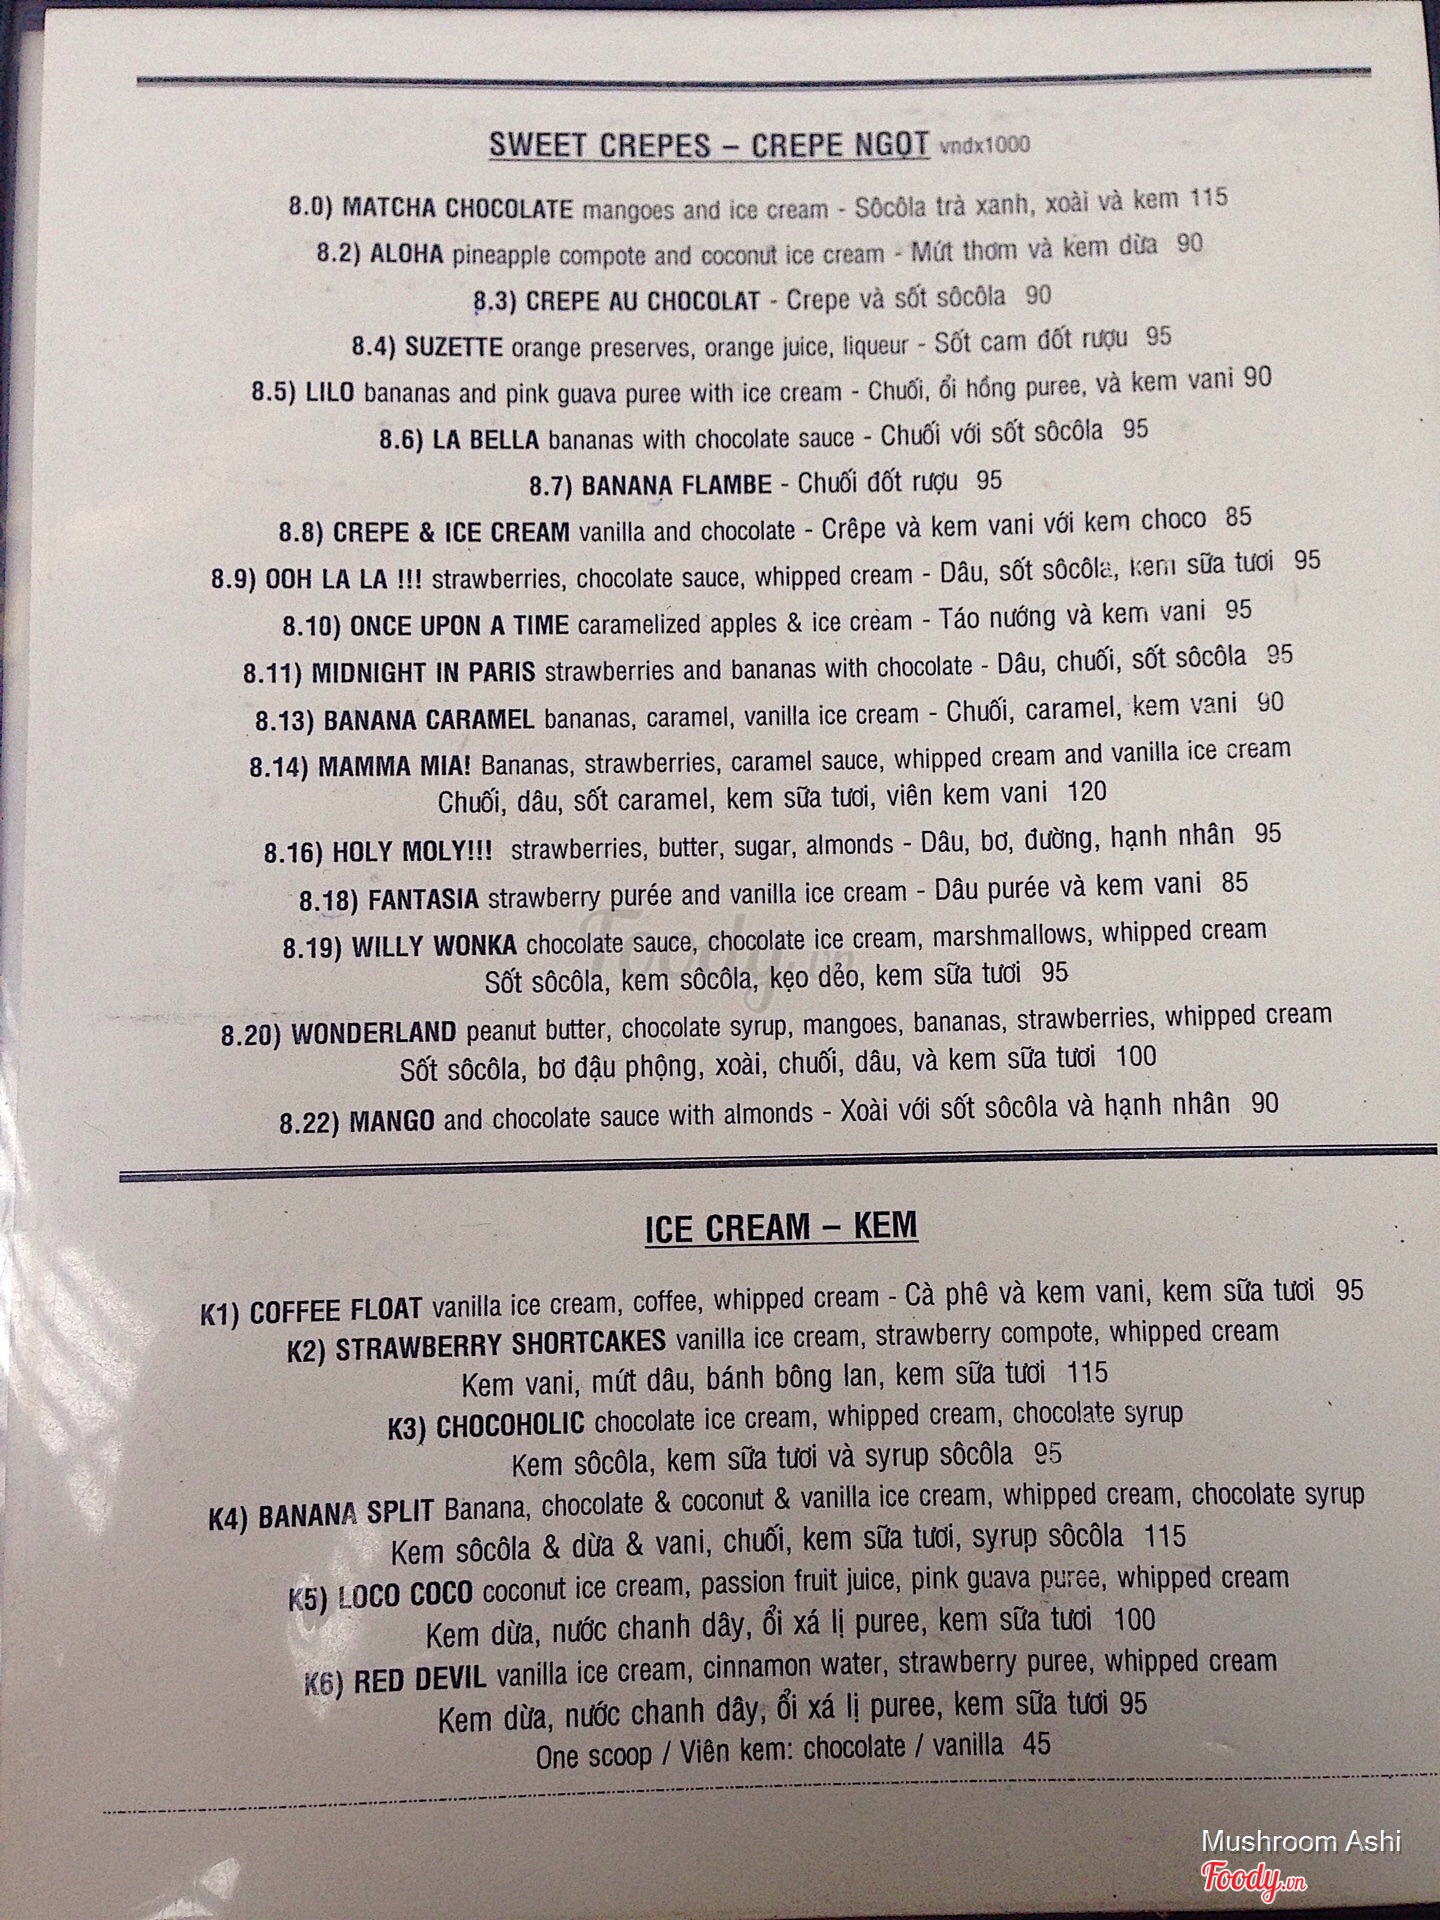 SWEET CREPES – CREPE NGỌT vndx1000
8.0) MATCHA CHOCOLATE mangoes and ice cream - Sôcôla trà xanh, xoài và kem 115
8.2) ALOHA pineapple compote and coconut ice cream - Mứt thơm và kem dừa 90
8.3) CREPE AU CHOCOLAT - Crepe và sốt sôcôla 90
8.4) SUZETTE orange preserves, orange juice, liqueur - Sốt cam đốt rượu 95
8.5) LILO bananas and pink guava puree with ice cream - Chuối, ổi hồng puree, và kem vani 90
8.6) LA BELLA bananas with chocolate sauce - Chuối với sốt sôcôla 95
8.7) BANANA FLAMBE - Chuối đốt rượu 95
8.8) CREPE & ICE CREAM vanilla and chocolate - Crêpe và kem vani với kem choco 85
8.9) OOH LA LA !!! strawberries, chocolate sauce, whipped cream - Dâu, sốt sôcôla, kem sữa tươi 95
8.10) ONCE UPON A TIME caramelized apples & ice cream - Táo nướng và kem vani 95
8.11) MIDNIGHT IN PARIS strawberries and bananas with chocolate - Dâu, chuối, sốt sôcôla 95
8.13) BANANA CARAMEL bananas, caramel, vanilla ice cream - Chuối, caramel, kem vani 90
8.14) MAMMA MIA! Bananas, strawberries, caramel sauce, whipped cream and vanilla ice cream
Chuối, dâu, sốt caramel, kem sữa tươi, viên kem vani 120
8.16) HOLY MOLY!!! strawberries, butter, sugar, almonds - Dâu, bơ, đường, hạnh nhân 95
8.18) FANTASIA strawberry purée and vanilla ice cream - Dâu purée và kem vani 85
8.19) WILLY WONKA chocolate sauce, chocolate ice cream, marshmallows, whipped cream
Sốt sôcôla, kem sôcôla, kẹo dẻo, kem sữa tươi 95
8.20) WONDERLAND peanut butter, chocolate syrup, mangoes, bananas, strawberries, whipped cream
Sốt sôcôla, bơ đậu phộng, xoài, chuối, dâu, và kem sữa tươi 100
8.22) MANGO and chocolate sauce with almonds - Xoài với sốt sôcôla và hạnh nhân 90
ICE CREAM – KEM
K1) COFFEE FLOAT vanilla ice cream, coffee, whipped cream - Cà phê và kem vani, kem sữa tươi 95
K2) STRAWBERRY SHORTCAKES vanilla ice cream, strawberry compote, whipped cream
Kem vani, mứt dâu, bánh bông lan, kem sữa tươi 115
K3) CHOCOHOLIC chocolate ice cream, whipped cream, chocolate syrup
Kem sôcôla, kem sữa tươi và syrup sôcôla 95
K4) BANANA SPLIT Banana, chocolate & coconut & vanilla ice cream, whipped cream, chocolate syrup
Kem sôcôla & dừa & vani, chuối, kem sữa tươi, syrup sôcôla 115
K5) LOCO COCO coconut ice cream, passion fruit juice, pink guava puree, whipped cream
Kem dừa, nước chanh dây, ổi xá lị puree, kem sữa tươi 100
K6) RED DEVIL vanilla ice cream, cinnamon water, strawberry puree, whipped cream
Kem dừa, nước chanh dây, ổi xá lị puree, kem sữa tươi 95
One scoop / Viên kem: chocolate / vanilla 45
Foody.vn
Mushroom Ashi
Foody.vn